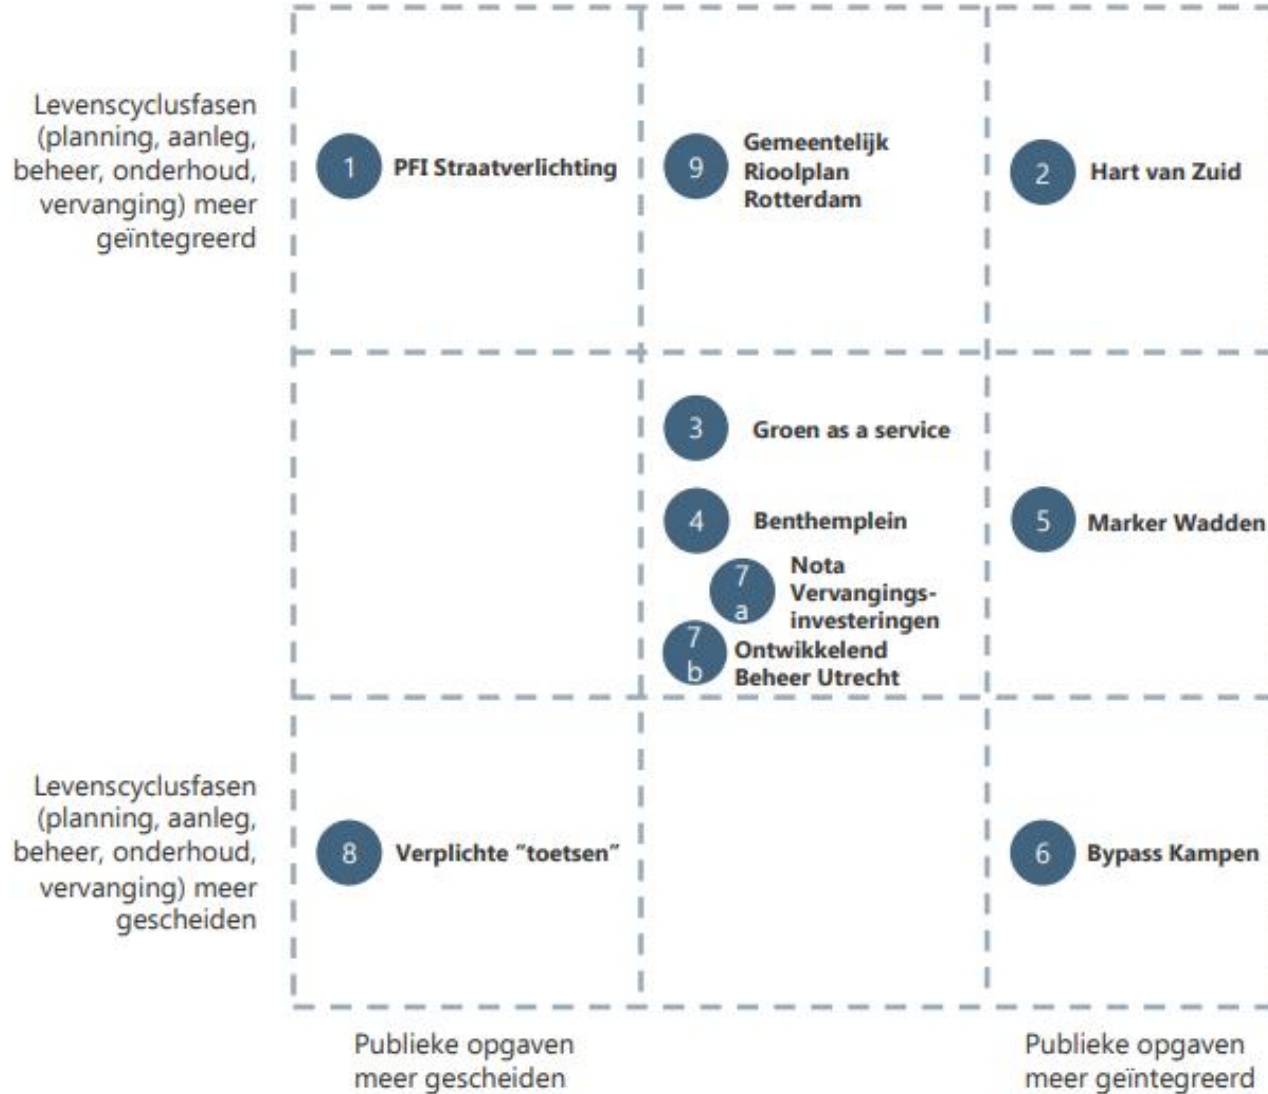 Levenscyclusfasen
(planning, aanleg,
beheer, onderhoud,
vervanging) meer
geïntegreerd
1 PFI Straatverlichting
9 Gemeentelijk
Rioolplan
Rotterdam
2 Hart van Zuid
3 Groen as a service
4 Benthemplein
7
a
Nota
Vervangings-
investeringen
7
b
Ontwikkelend
Beheer Utrecht
5 Marker Wadden
Levenscyclusfasen
(planning, aanleg,
beheer, onderhoud,
vervanging) meer
gescheiden
8 Verplichte “toetsen”
6 Bypass Kampen
Publieke opgaven
meer gescheiden
Publieke opgaven
meer geïntegreerd